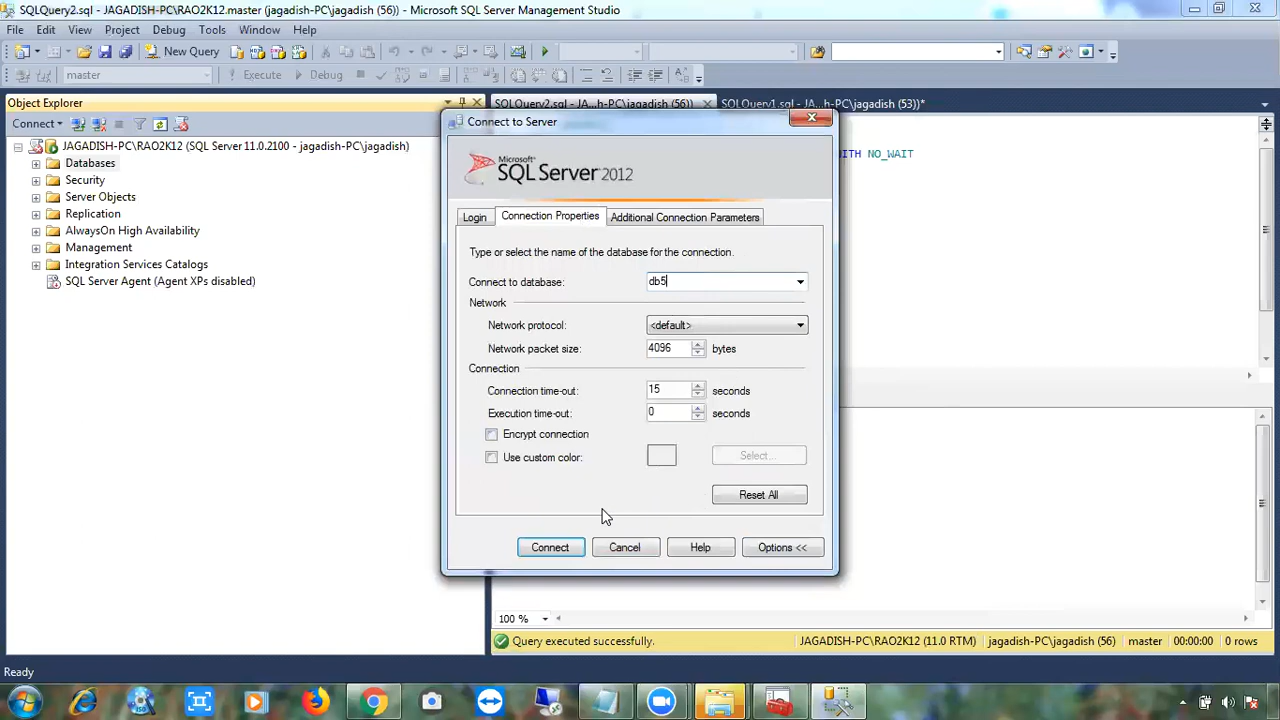 SQLQuery2.sql - JAGADISH-PC\RAO2K12.master (jagadish-PC\jagadish (56)) - Microsoft SQL Server Management Studio
File Edit View Project Debug Tools Window Help
New Query
master Execute Debug
Object Explorer
SQLQuery2.sql - JA...h-PC\jagadish (56)) SQLQuery1.sql - JA...h-PC\jagadish (53))*
Connect
JAGADISH-PC\RAO2K12 (SQL Server 11.0.2100 - jagadish-PC\jagadish)
Databases
Security
Server Objects
Replication
AlwaysOn High Availability
Management
Integration Services Catalogs
SQL Server Agent (Agent XPs disabled)
WITH NO_WAIT
Connect to Server
Microsoft
SQL Server 2012
Login Connection Properties Additional Connection Parameters
Type or select the name of the database for the connection.
Connect to database: db5
Network
Network protocol: <default>
Network packet size: 4096 bytes
Connection
Connection time-out: 15 seconds
Execution time-out: 0 seconds
Encrypt connection
Use custom color: Select...
Reset All
Connect Cancel Help Options <<
100 %
Query executed successfully. JAGADISH-PC\RAO2K12 (11.0 RTM) jagadish-PC\jagadish (56) master 00:00:00 0 rows
Ready